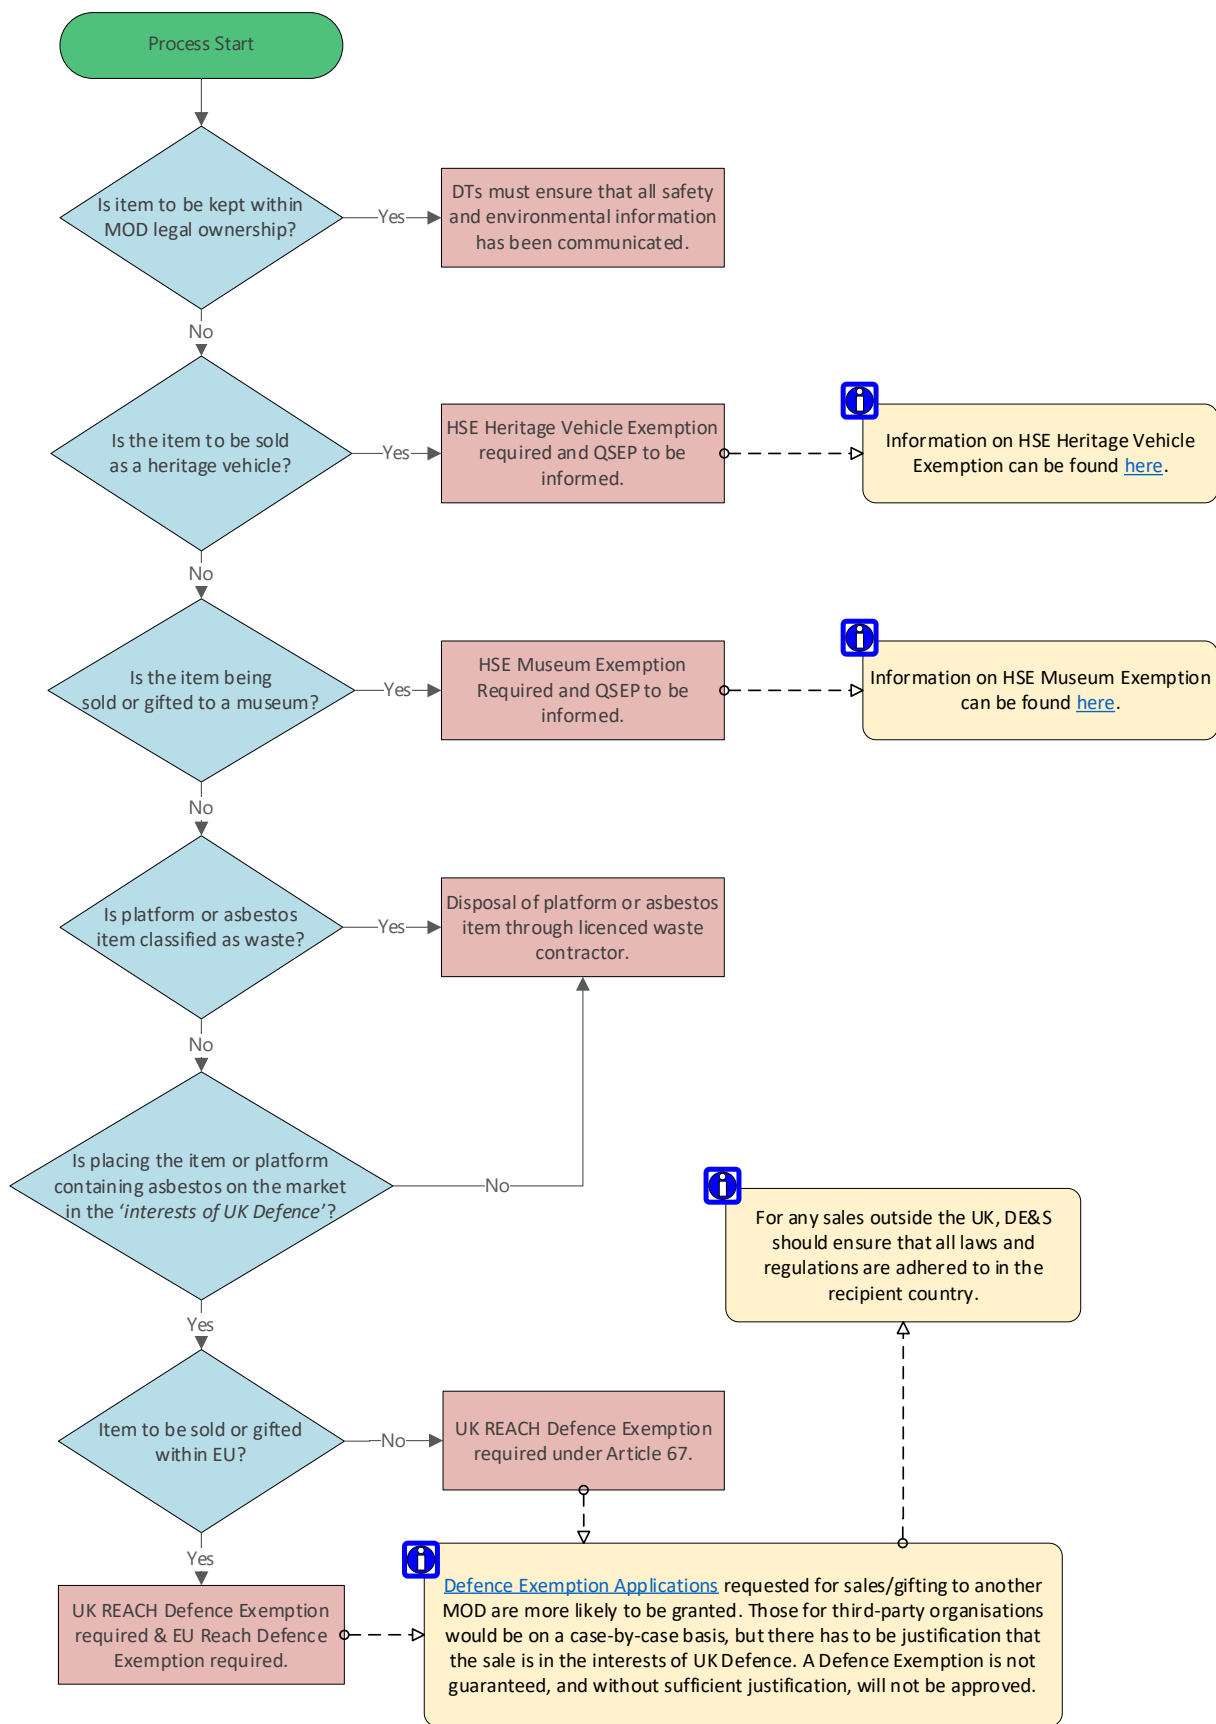 Process Start
Is item to be kept within
MOD legal ownership?
Yes
DTs must ensure that all safety
and environmental information
has been communicated.
No
Is the item to be sold
as a heritage vehicle?
Yes
HSE Heritage Vehicle Exemption
required and QSEP to be
informed.
Information on HSE Heritage Vehicle
Exemption can be found here.
No
Is the item being
sold or gifted to a museum?
Yes
HSE Museum Exemption
Required and QSEP to be
informed.
Information on HSE Museum Exemption
can be found here.
No
Is platform or asbestos
item classified as waste?
Yes
Disposal of platform or asbestos
item through licenced waste
contractor.
No
Is placing the item or platform
containing asbestos on the market
in the ‘interests of UK Defence’?
No
For any sales outside the UK, DE&S
should ensure that all laws and
regulations are adhered to in the
recipient country.
Yes
Item to be sold or gifted
within EU?
No
UK REACH Defence Exemption
required under Article 67.
Yes
UK REACH Defence Exemption
required & EU Reach Defence
Exemption required.
Defence Exemption Applications requested for sales/gifting to another
MOD are more likely to be granted. Those for third-party organisations
would be on a case-by-case basis, but there has to be justification that
the sale is in the interests of UK Defence. A Defence Exemption is not
guaranteed, and without sufficient justification, will not be approved.